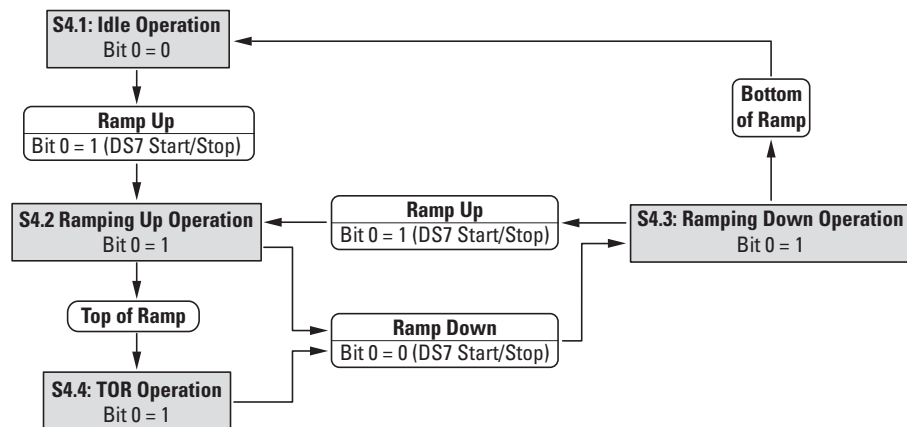 S4.1: Idle Operation
Bit 0 = 0
Bottom
of Ramp
Ramp Up
Bit 0 = 1 (DS7 Start/Stop)
S4.2 Ramping Up Operation
Bit 0 = 1
Ramp Up
Bit 0 = 1 (DS7 Start/Stop)
S4.3: Ramping Down Operation
Bit 0 = 1
Top of Ramp
Ramp Down
Bit 0 = 0 (DS7 Start/Stop)
S4.4: TOR Operation
Bit 0 = 1